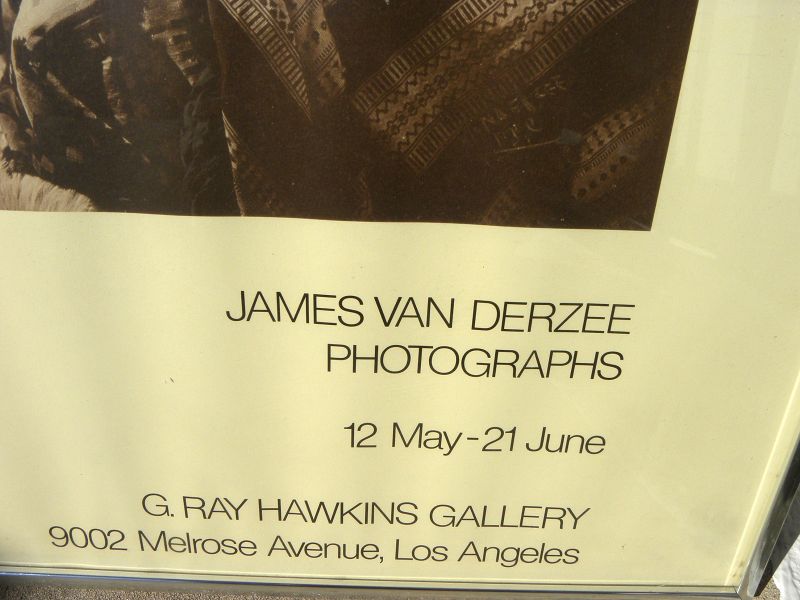 JAMES VAN DERZEE
PHOTOGRAPHS
12 May-21 June
G. RAY HAWKINS GALLERY
9002 Melrose Avenue, Los Angeles